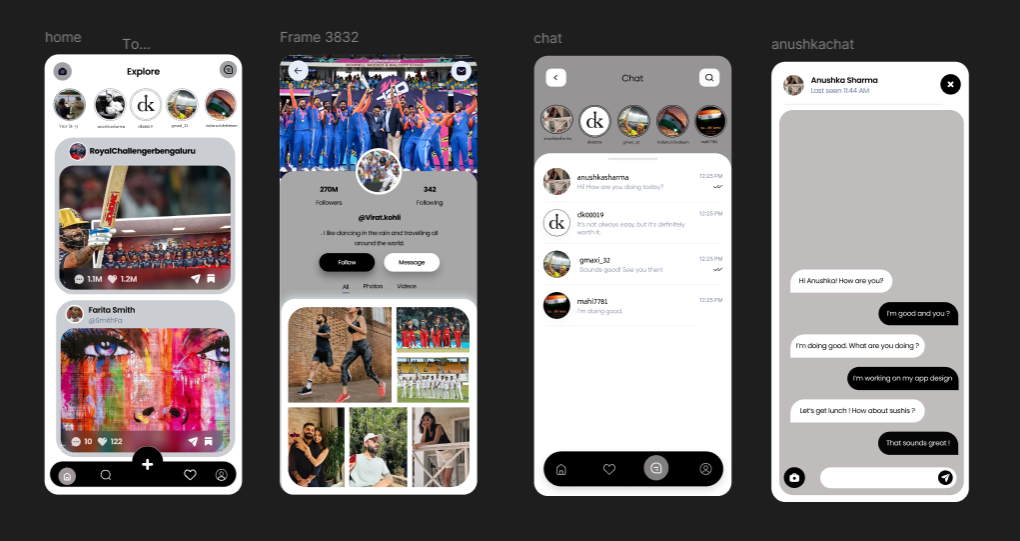 home
To...
Explore
anushkasharma
dk00019
gmaxi_32
indiancricketteam
RoyalChallengerbengaluru
1.1M
1.2M
Farita Smith
@SmithFa
10
122
+
Frame 3832
270M
342
Followers
Following
@Virat.kohli
. I like dancing in the rain and travelling all
around the world.
Follow
Message
All
Photos
Videos
chat
Chat
anushkasharma
dk
dk00019
gmaxi_32
indiancricketteam
mahi7781
anushkasharma
12:25 PM
Hi! How are you doing today?
dk
dk00019
12:25 PM
It's not always easy, but it's definitely
worth it.
gmaxi_32
12:25 PM
Sounds good! See you then!
mahi7781
12:25 PM
I'm doing good.
anushkachat
Anushka Sharma
Last seen 11:44 AM
Hi Anushka! How are you?
I'm good and you ?
I'm doing good. What are you doing ?
I'm working on my app design
Let's get lunch ! How about sushis ?
That sounds great !